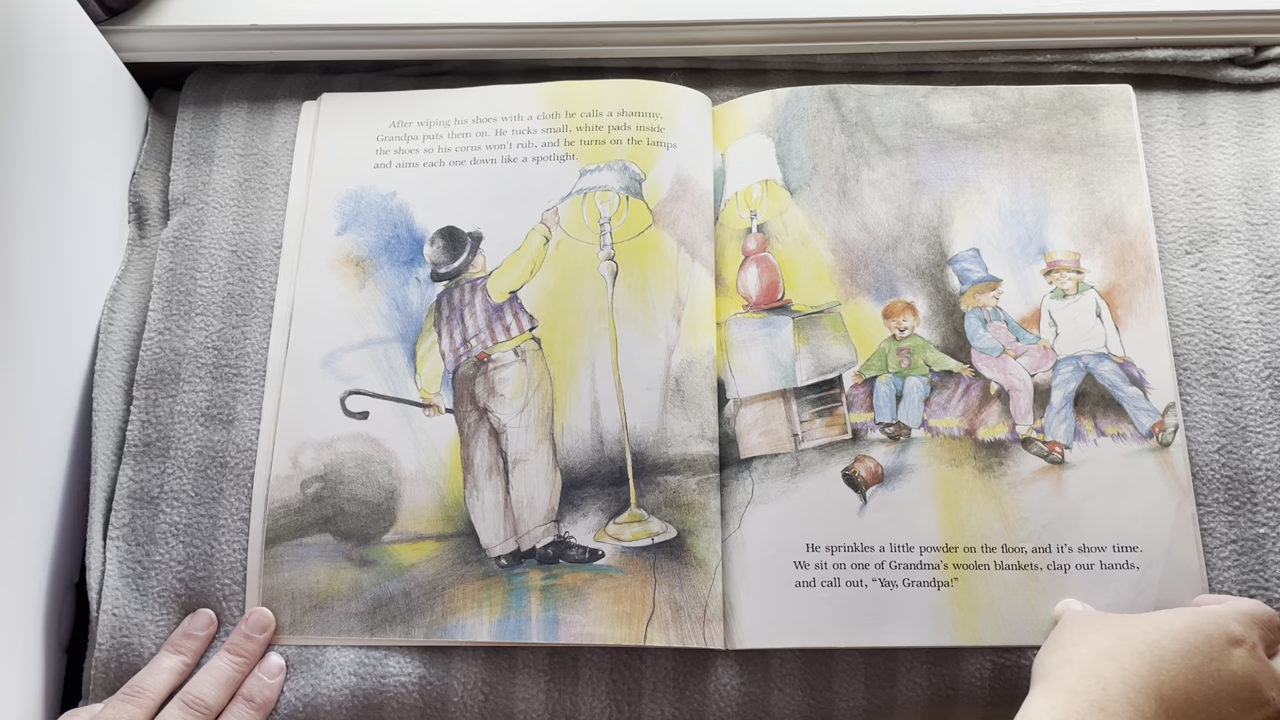 After wiping his shoes with a cloth he calls a shammy,
Grandpa puts them on. He tucks small, white pads inside
the shoes so his corns won't rub, and he turns on the lamps
and aims each one down like a spotlight.
He sprinkles a little powder on the floor, and it's show time.
We sit on one of Grandma's woolen blankets, clap our hands,
and call out, “Yay, Grandpa!”